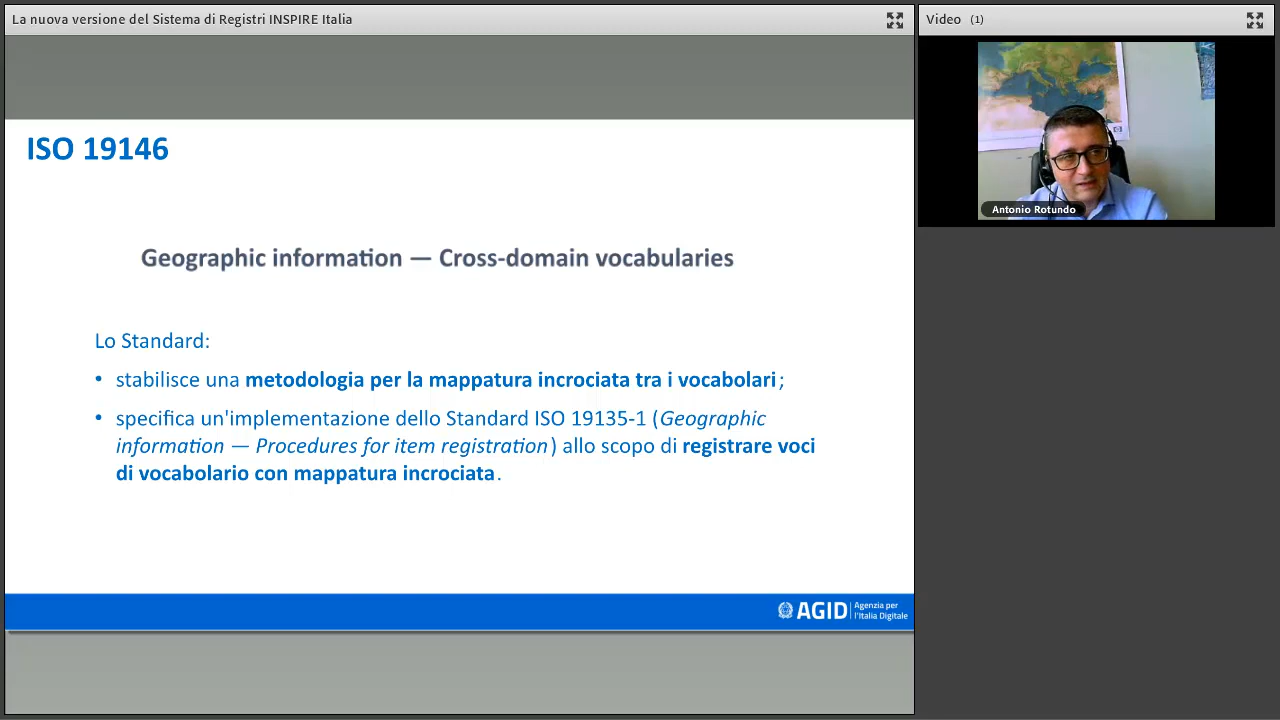 La nuova versione del Sistema di Registri INSPIRE Italia
Video (1)
Antonio Rotundo
ISO 19146
Geographic information — Cross-domain vocabularies
Lo Standard:
• stabilisce una metodologia per la mappatura incrociata tra i vocabolari;
• specifica un'implementazione dello Standard ISO 19135-1 (Geographic
information — Procedures for item registration) allo scopo di registrare voci
di vocabolario con mappatura incrociata.
AGID
Agenzia per
l'Italia Digitale